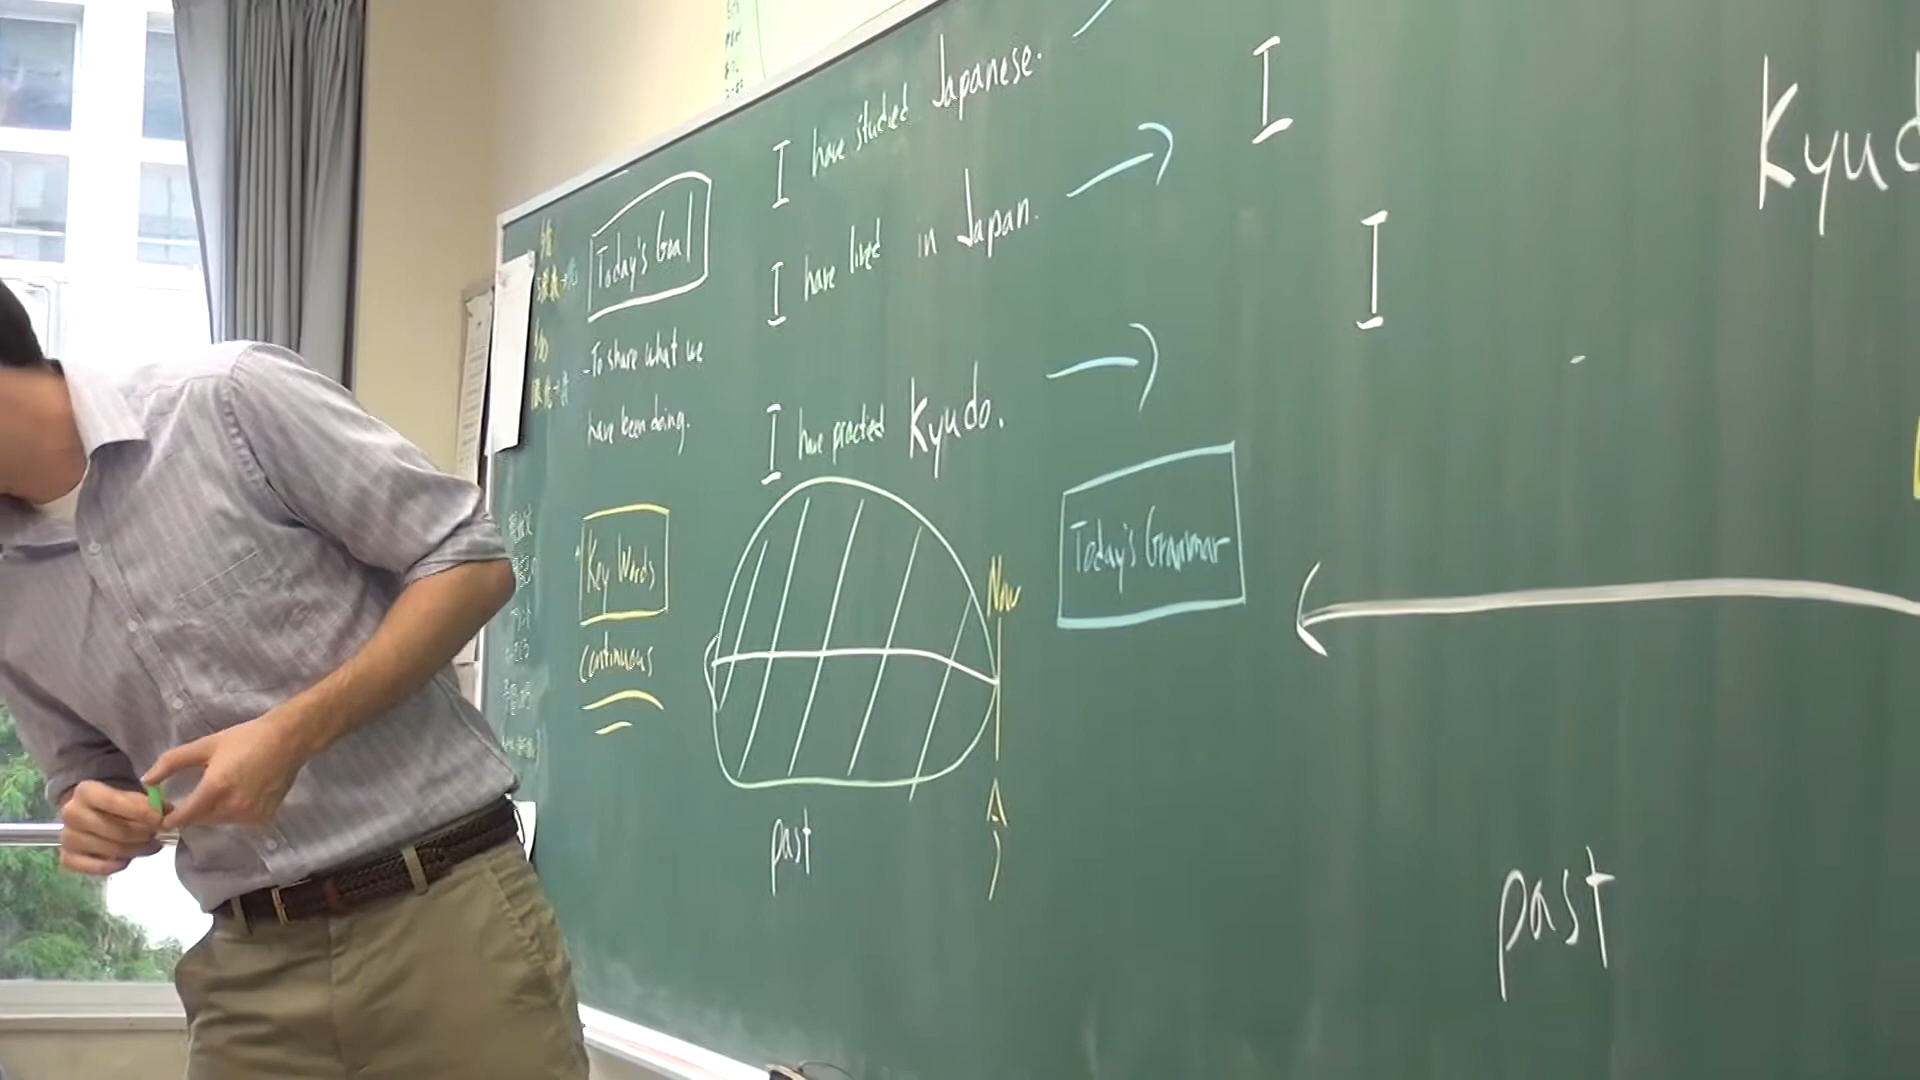 I have studied Japanese.
I have lived in Japan.
I have practied Kyudo.
Today's Goal
-To share what we
have been doing.
Key Words
continuous
Now
past
Today's Grammar
I
I
Kyud
past